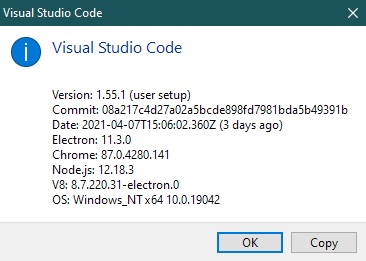 Visual Studio Code
Visual Studio Code
Version: 1.55.1 (user setup)
Commit: 08a217c4d27a02a5bcde898fd7981bda5b49391b
Date: 2021-04-07T15:06:02.360Z (3 days ago)
Electron: 11.3.0
Chrome: 87.0.4280.141
Node.js: 12.18.3
V8: 8.7.220.31-electron.0
OS: Windows_NT x64 10.0.19042
OK
Copy